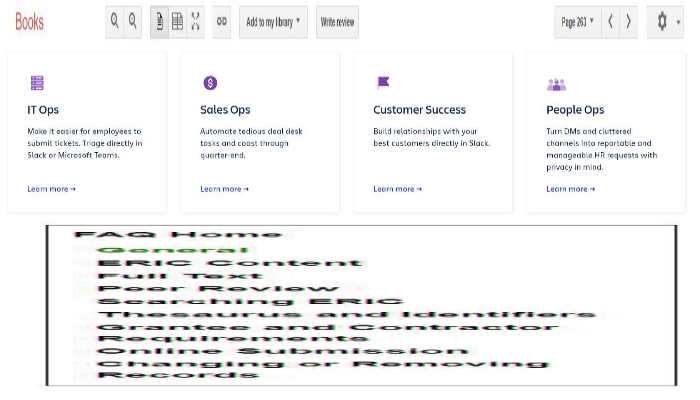 Books
Add to my library
Write review
Page 263
IT Ops
Make it easier for employees to
submit tickets. Triage directly in
Slack or Microsoft Teams.
Learn more →
Sales Ops
Automate tedious deal desk
tasks and coast through
quarter-end.
Learn more →
Customer Success
Build relationships with your
best customers directly in Slack.
Learn more →
People Ops
Turn DMs and cluttered
channels into reportable and
manageable HR requests with
privacy in mind.
Learn more →
FAQ Home
General
ERIC Content
Full Text
Peer Review
Searching ERIC
Thesaurus and Identifiers
Grantee and Contractor
Requirements
Online Submission
Changing or Removing
Records